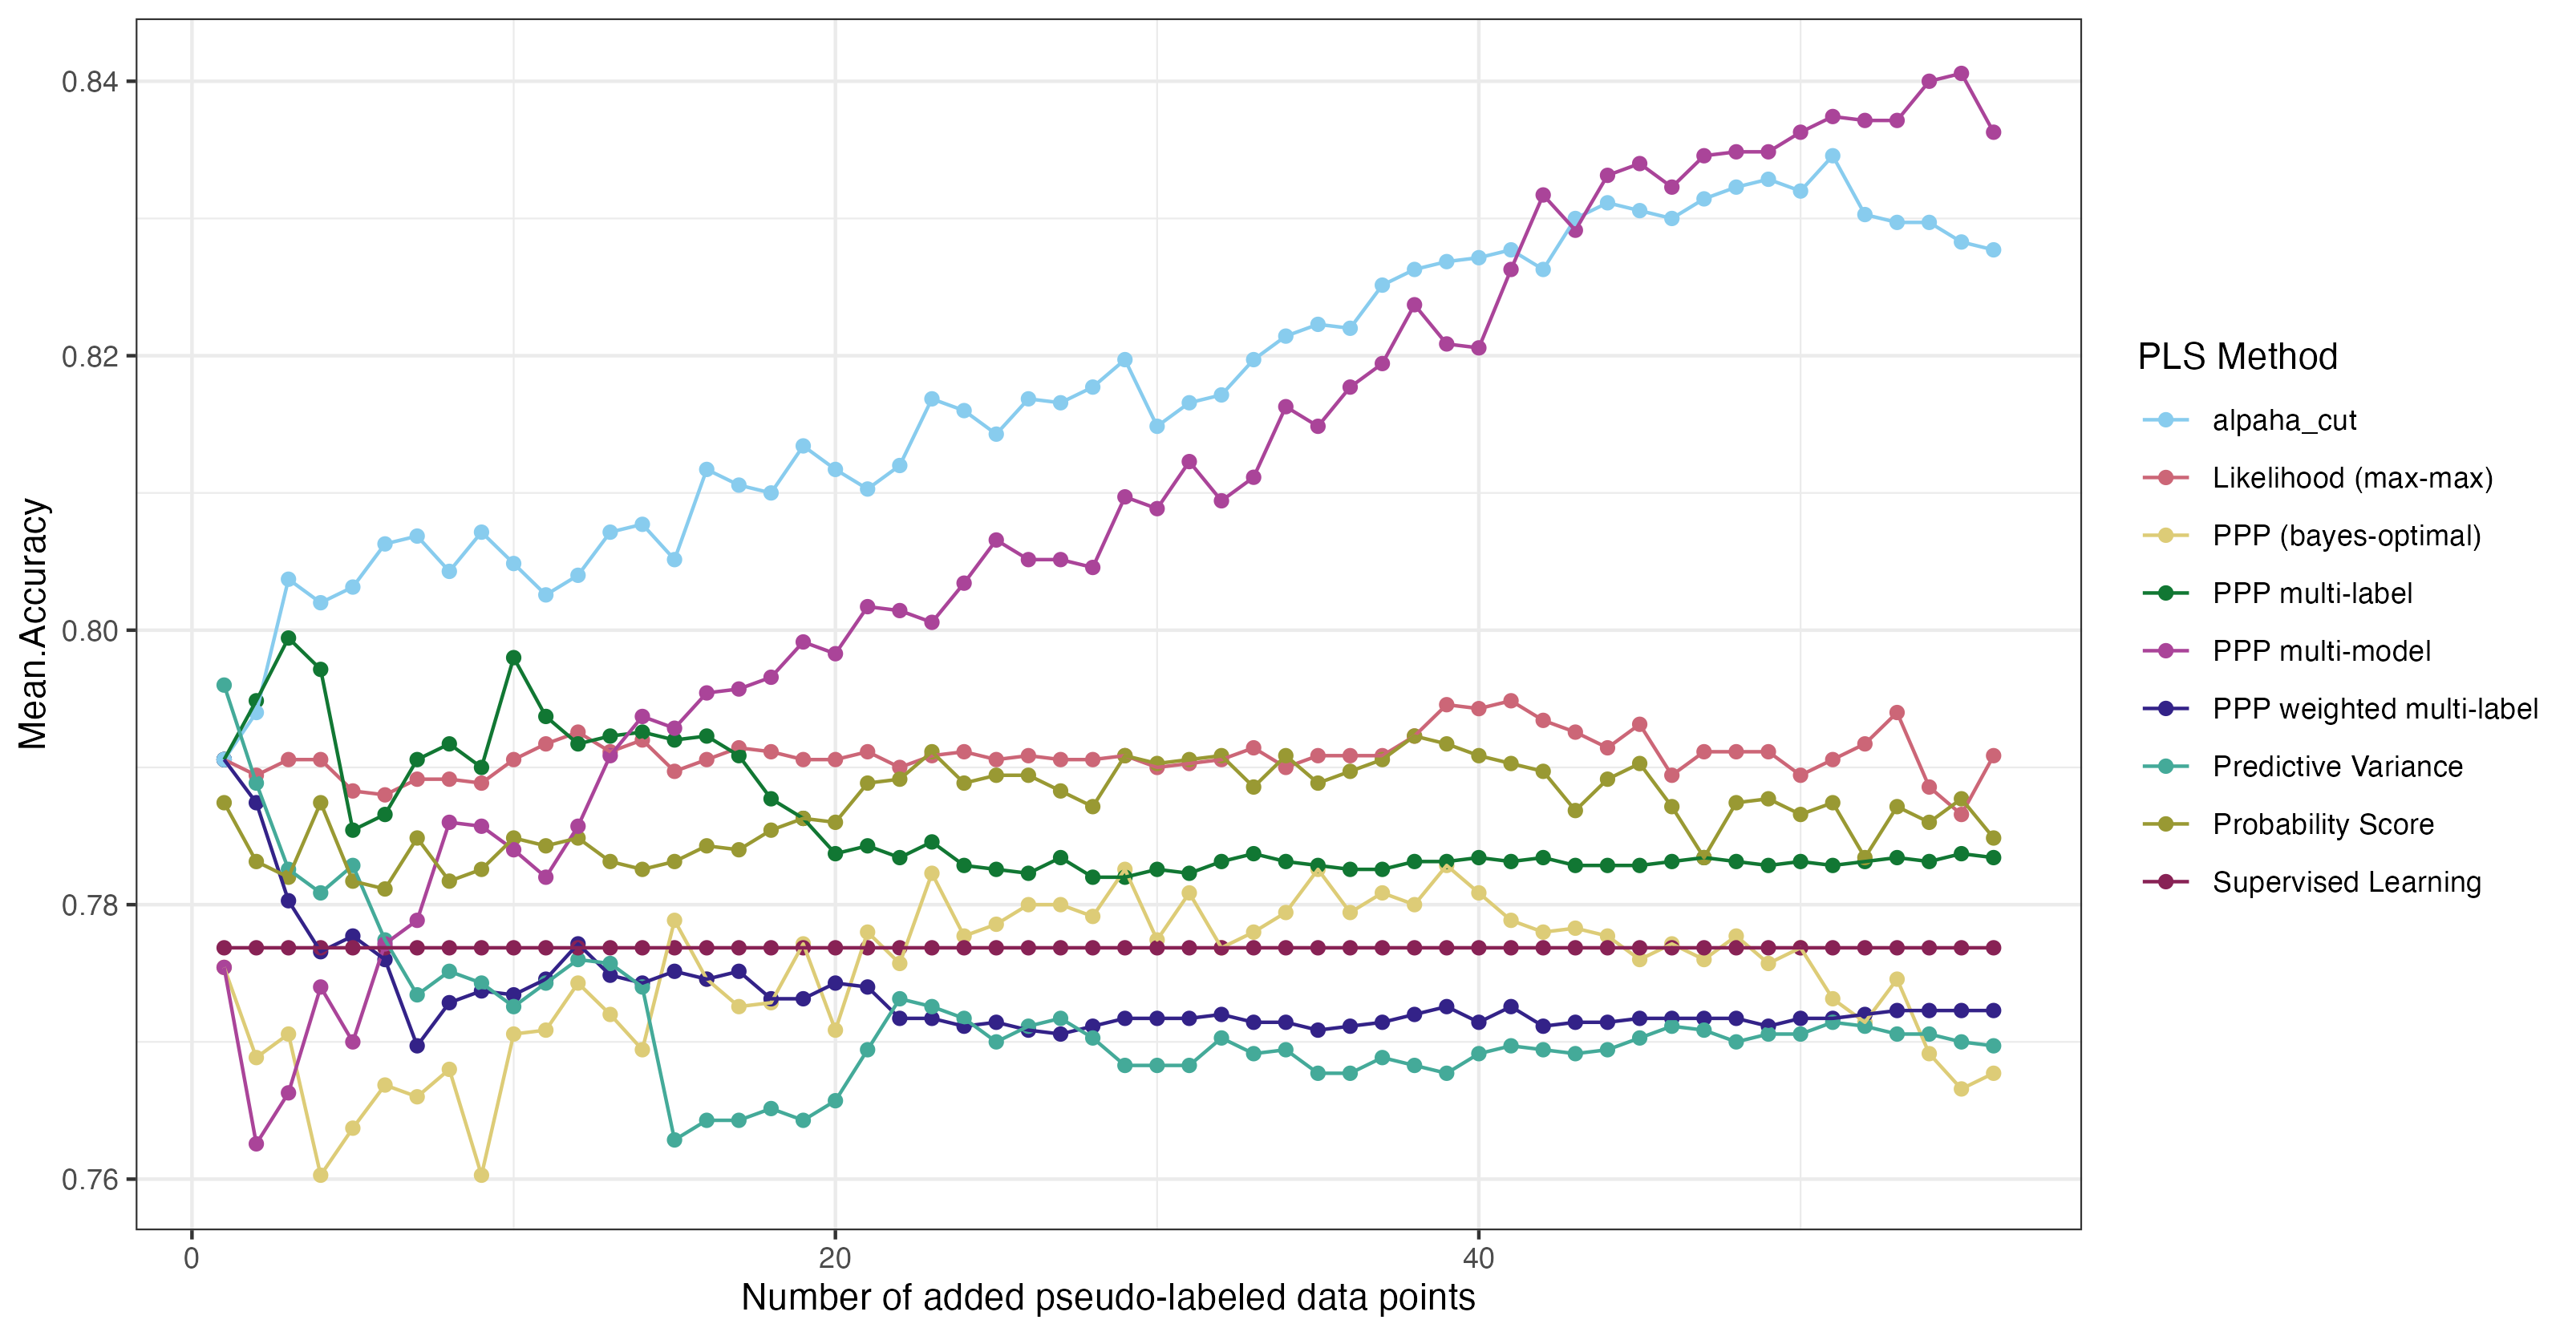 0.84
0.82
0.80
0.78
0.76
Mean.Accuracy
0
20
40
Number of added pseudo-labeled data points
PLS Method
alpaha_cut
Likelihood (max-max)
PPP (bayes-optimal)
PPP multi-label
PPP multi-model
PPP weighted multi-label
Predictive Variance
Probability Score
Supervised Learning